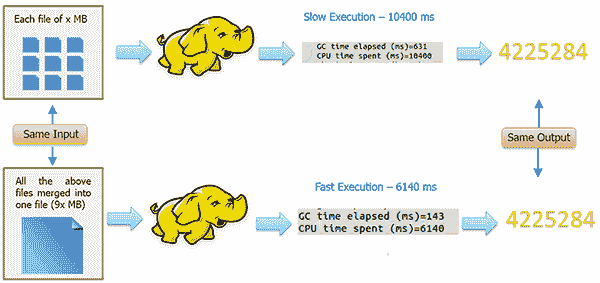 Each file of x MB
Slow Execution – 10400 ms
GC time elapsed (ms)=631
CPU time spent (ms)=10400
4225284
Same Input
Same Output
All the above
files merged into
one file (9x MB)
Fast Execution – 6140 ms
GC time elapsed (ms)=143
CPU time spent (ms)=6140
4225284